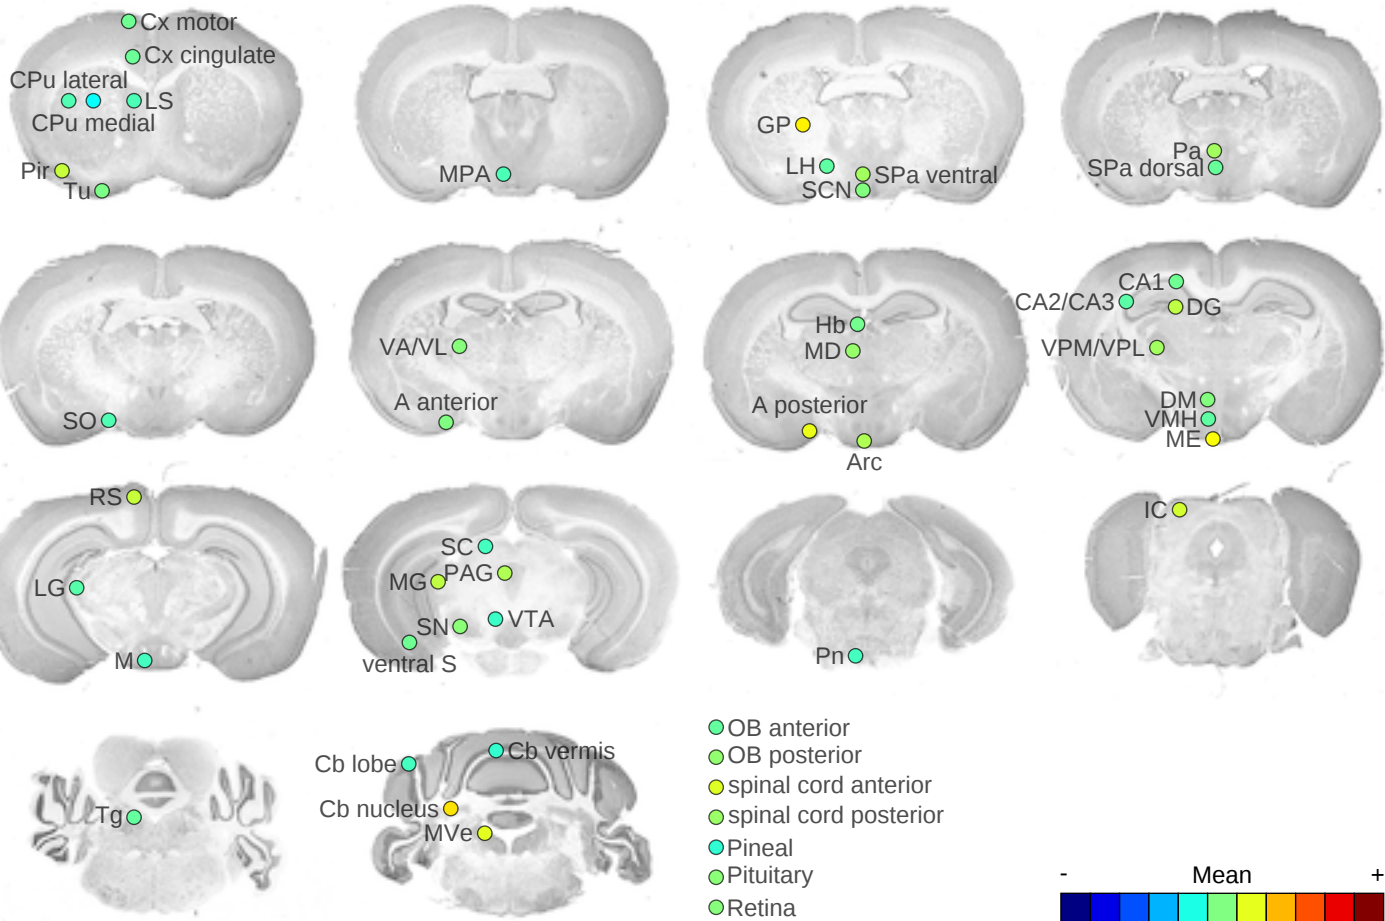 Cx motor
Cx cingulate
CPu lateral
LS
CPu medial
Pir
Tu
MPA
GP
LH
SPa ventral
SCN
Pa
SPa dorsal
SO
VA/VL
A anterior
Hb
MD
A posterior
Arc
CA1
CA2/CA3
DG
VPM/VPL
DM
VMH
ME
RS
LG
M
SC
MG
PAG
SN
VTA
ventral S
Pn
IC
Tg
Cb lobe
Cb vermis
Cb nucleus
MVe
OB anterior
OB posterior
spinal cord anterior
spinal cord posterior
Pineal
Pituitary
Retina
- Mean +